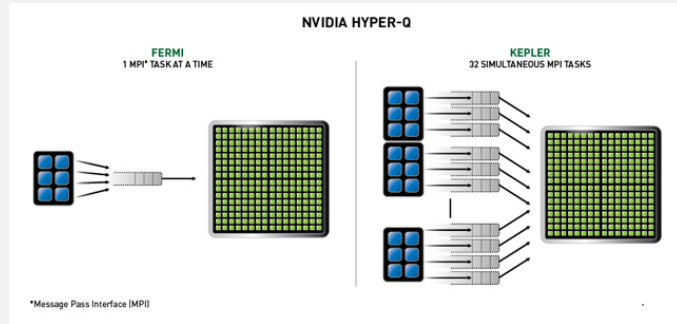 NVIDIA HYPER-Q
FERMI
1 MPI* TASK AT A TIME
KEPLER
32 SIMULTANEOUS MPI TASKS
*Message Pass Interface (MPI)